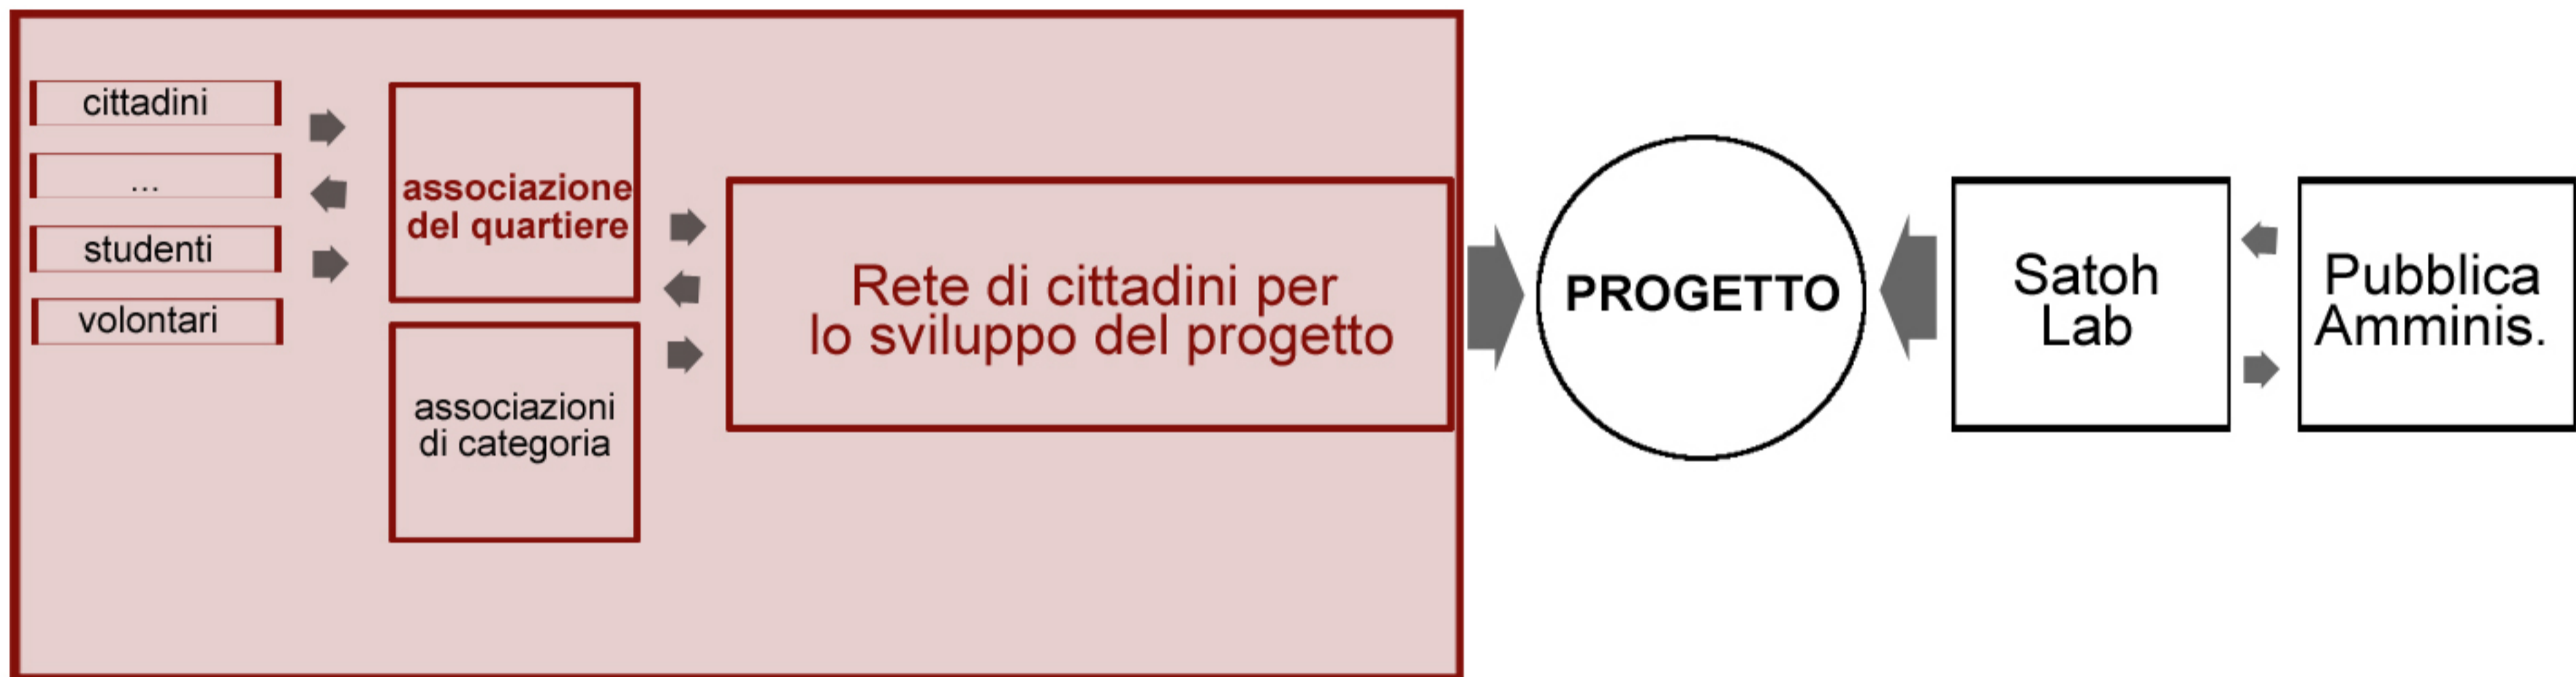 cittadini
...
studenti
volontari
associazione
del quartiere
associazioni
di categoria
Rete di cittadini per
lo sviluppo del progetto
PROGETTO
Satoh
Lab
Pubblica
Amminis.